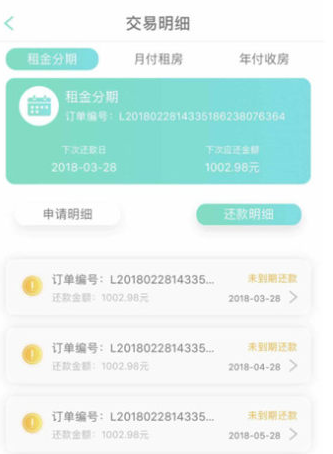 交易明细
租金分期 月付租房 年付收房
租金分期
订单编号：L20180228143351862380763​64
下次还款日 下次应还金额
2018-03-28 1002.98元
申请明细 还款明细
订单编号：L2018022814335... 未到期还款
还款金额：1002.98元 2018-03-28
订单编号：L2018022814335... 未到期还款
还款金额：1002.98元 2018-04-28
订单编号：L2018022814335... 未到期还款
还款金额：1002.98元 2018-05-28